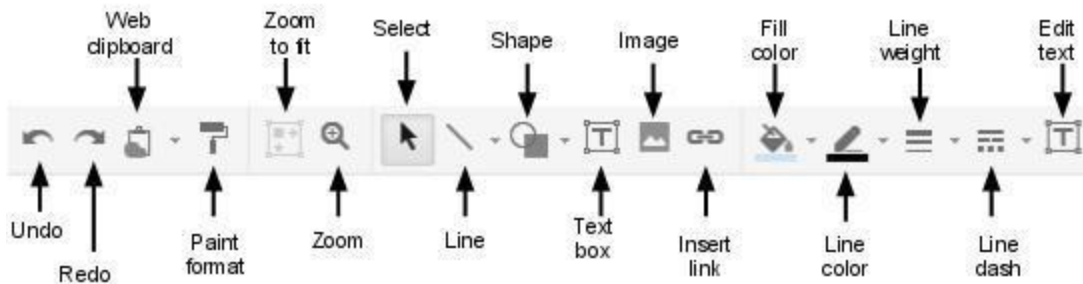 Web
clipboard
Zoom
to fit
Select
Shape
Image
Fill
color
Line
weight
Edit
text
Undo
Redo
Paint
format
Zoom
Line
Text
box
Insert
link
Line
color
Line
dash